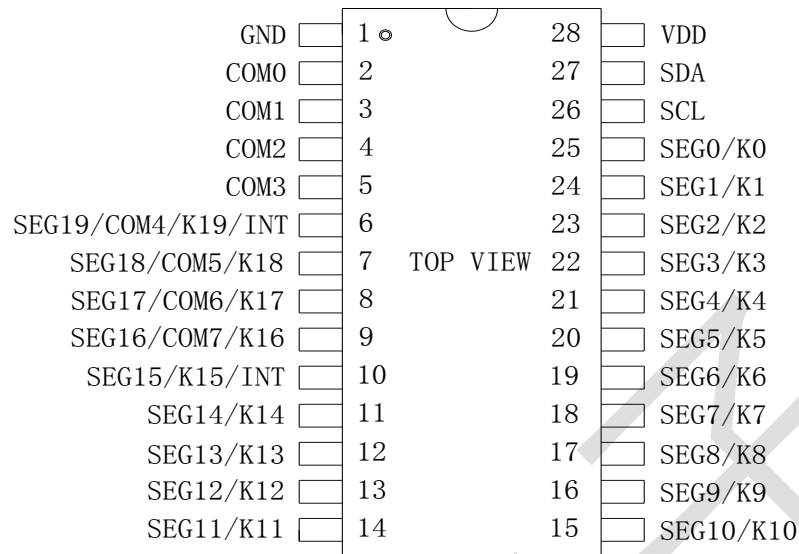 GND 1 28 VDD
COM0 2 27 SDA
COM1 3 26 SCL
COM2 4 25 SEG0/K0
COM3 5 24 SEG1/K1
SEG19/COM4/K19/INT 6 23 SEG2/K2
SEG18/COM5/K18 7 TOP VIEW 22 SEG3/K3
SEG17/COM6/K17 8 21 SEG4/K4
SEG16/COM7/K16 9 20 SEG5/K5
SEG15/K15/INT 10 19 SEG6/K6
SEG14/K14 11 18 SEG7/K7
SEG13/K13 12 17 SEG8/K8
SEG12/K12 13 16 SEG9/K9
SEG11/K11 14 15 SEG10/K10